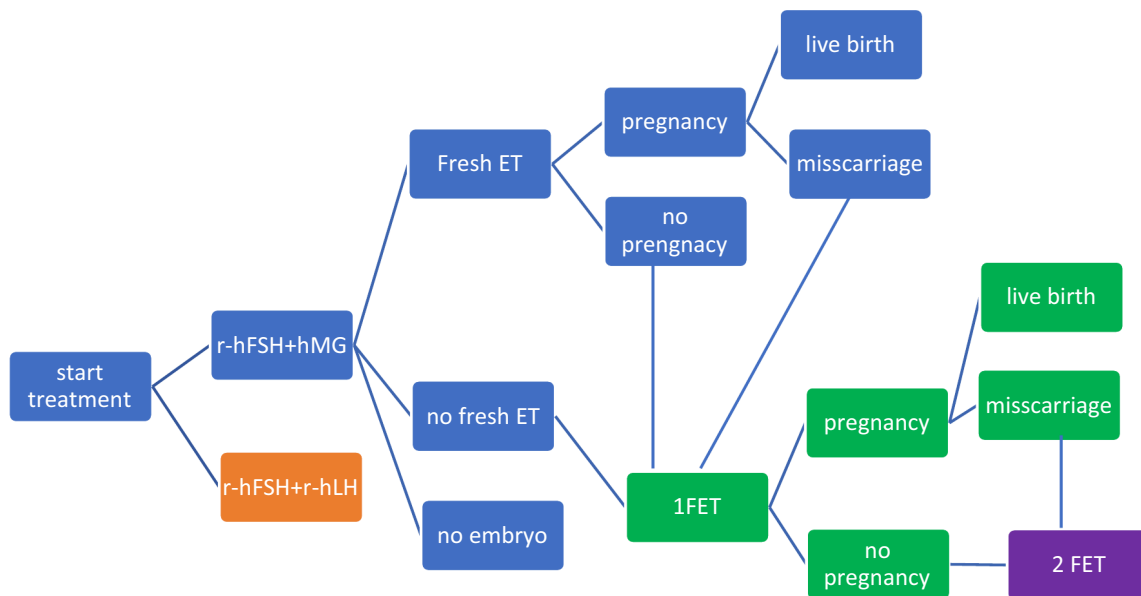 live birth
pregnancy
Fresh ET
misscarriage
no
prengnacy
live birth
r-hFSH+hMG
start
treatment
misscarriage
no fresh ET
pregnancy
r-hFSH+r-hLH
1FET
no embryo
no
pregnancy
2 FET